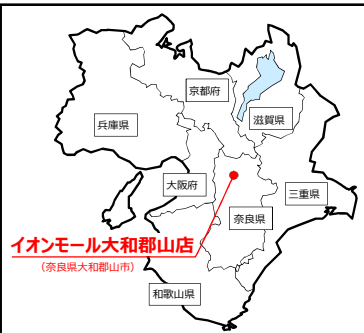 京都府
兵庫県
滋賀県
大阪府
三重県
奈良県
イオンモール大和郡山店
(奈良県大和郡山市)
和歌山県